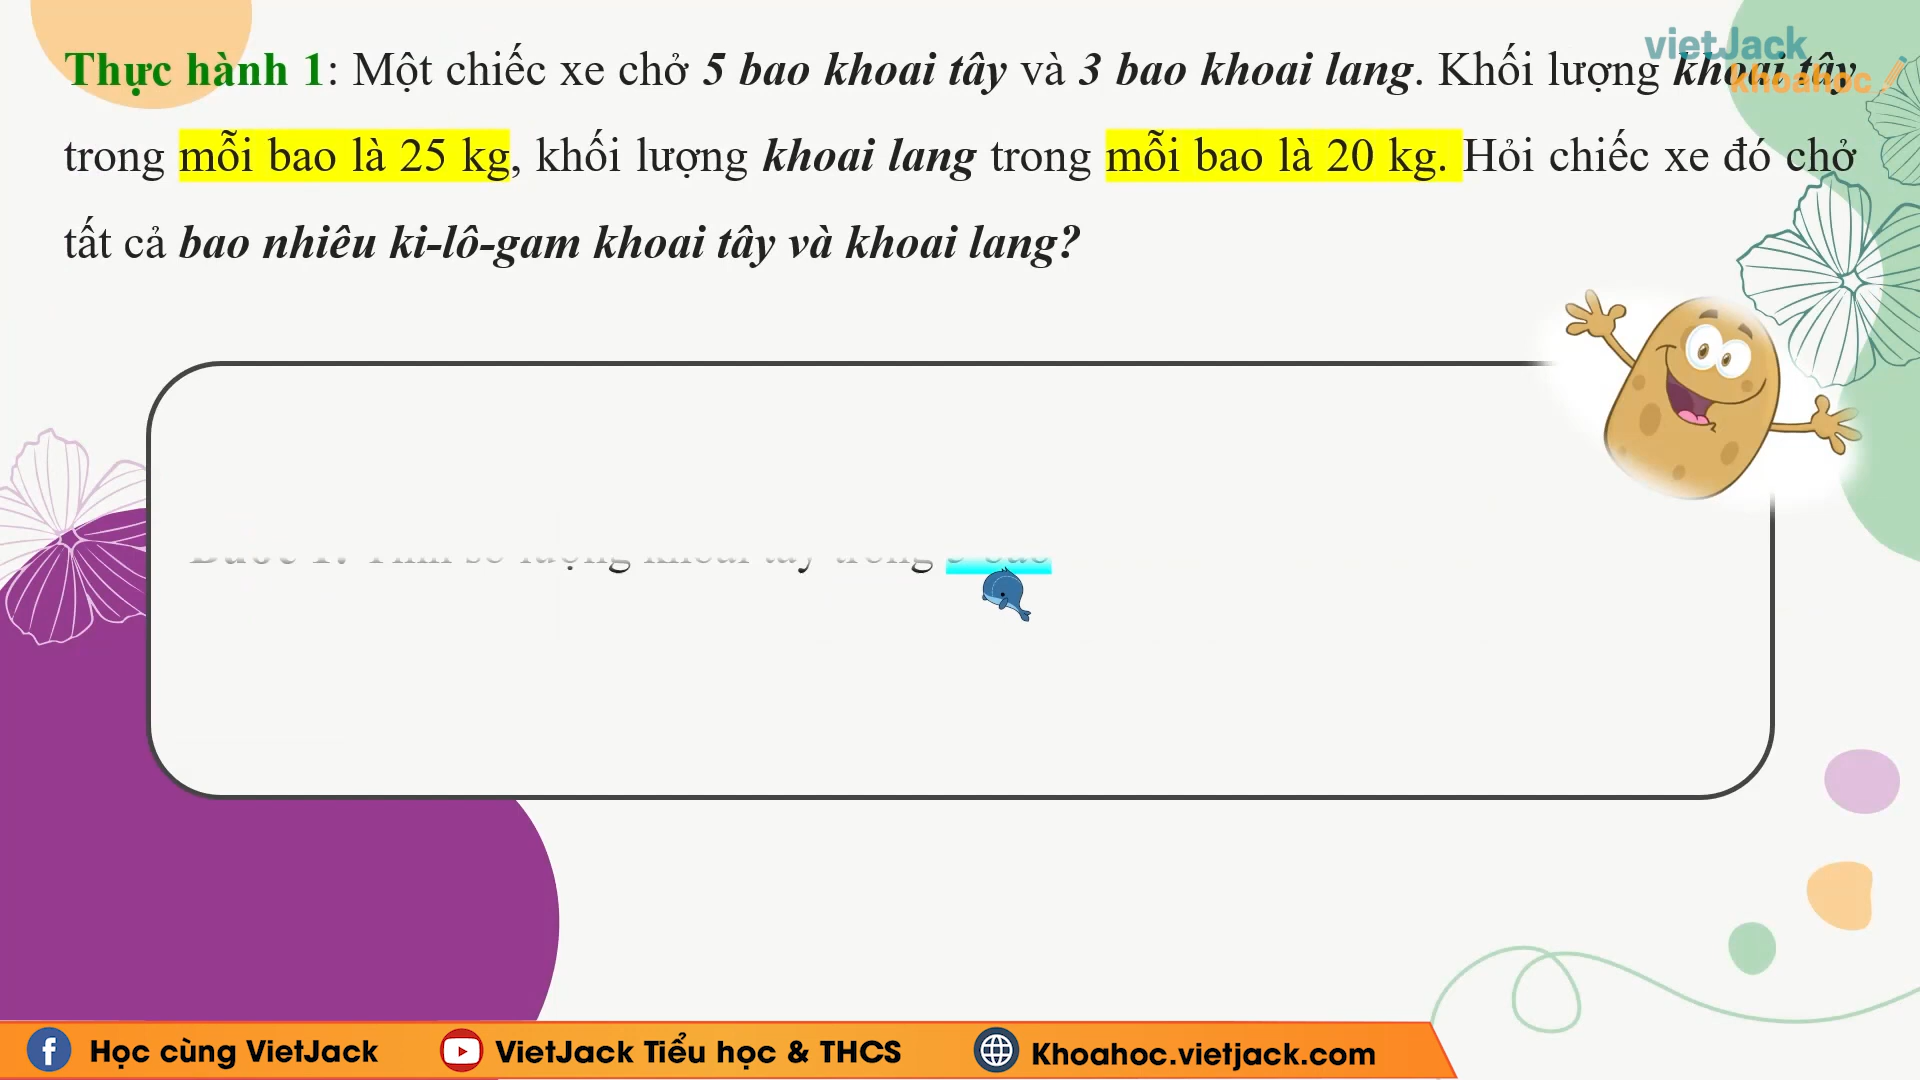 Thực hành 1: Một chiếc xe chở 5 bao khoai tây và 3 bao khoai lang. Khối lượng khoai tây
trong mỗi bao là 25 kg, khối lượng khoai lang trong mỗi bao là 20 kg. Hỏi chiếc xe đó chở
tất cả bao nhiêu ki-lô-gam khoai tây và khoai lang?
vietJack
khoahoc
Học cùng VietJack
VietJack Tiểu học & THCS
Khoahoc.vietjack.com